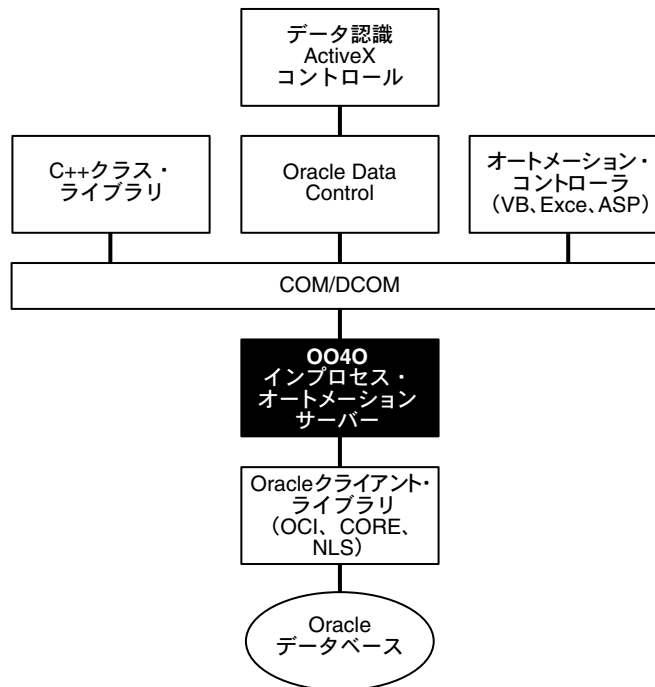 データ認識
ActiveX
コントロール
C++クラス・
ライブラリ
Oracle Data
Control
オートメーション・
コントローラ
（VB、Exce、ASP）
COM/DCOM
OO4O
インプロセス・
オートメーション
サーバー
Oracleクライアント・
ライブラリ
（OCI、CORE、
NLS）
Oracle
データベース